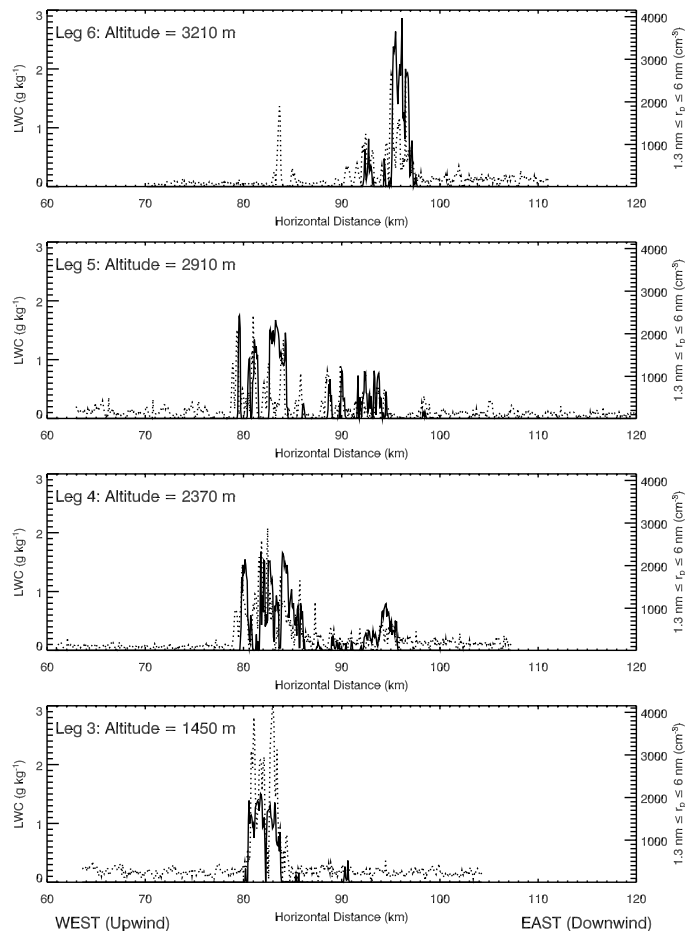 Leg 6: Altitude = 3210 m
LWC (g kg⁻¹)
3
2
1
0
4000
3000
2000
1000
1.3 nm ≤ rₚ ≤ 6 nm (cm⁻³)
60 70 80 90 100 110 120
Horizontal Distance (km)
Leg 5: Altitude = 2910 m
LWC (g kg⁻¹)
3
2
1
0
4000
3000
2000
1000
1.3 nm ≤ rₚ ≤ 6 nm (cm⁻³)
60 70 80 90 100 110 120
Horizontal Distance (km)
Leg 4: Altitude = 2370 m
LWC (g kg⁻¹)
3
2
1
0
4000
3000
2000
1000
1.3 nm ≤ rₚ ≤ 6 nm (cm⁻³)
60 70 80 90 100 110 120
Horizontal Distance (km)
Leg 3: Altitude = 1450 m
LWC (g kg⁻¹)
3
2
1
0
4000
3000
2000
1000
1.3 nm ≤ rₚ ≤ 6 nm (cm⁻³)
60 70 80 90 100 110 120
Horizontal Distance (km)
WEST (Upwind) EAST (Downwind)